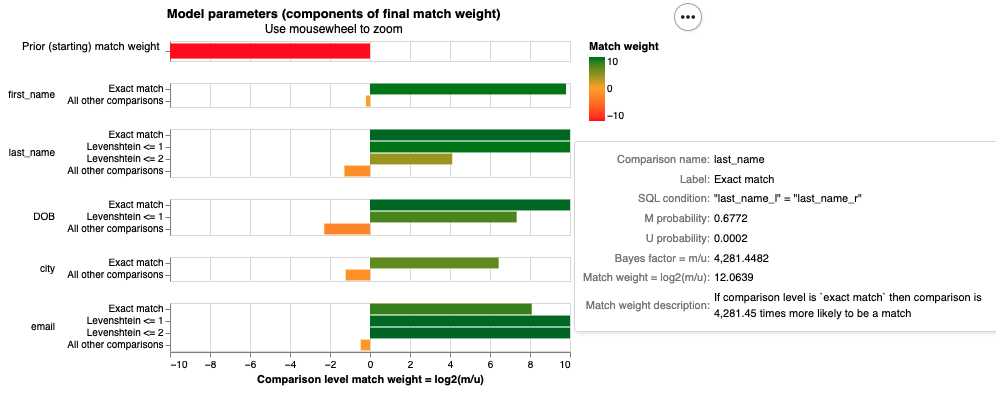 Model parameters (components of final match weight)
Use mousewheel to zoom
•••
Prior (starting) match weight
Match weight
10
0
−10
first_name
Exact match
All other comparisons
last_name
Exact match
Levenshtein <= 1
Levenshtein <= 2
All other comparisons
DOB
Exact match
Levenshtein <= 1
All other comparisons
city
Exact match
All other comparisons
email
Exact match
Levenshtein <= 1
Levenshtein <= 2
All other comparisons
−10 −8 −6 −4 −2 0 2 4 6 8 10
Comparison level match weight = log2(m/u)
Comparison name: last_name
Label: Exact match
SQL condition: "last_name_l" = "last_name_r"
M probability: 0.6772
U probability: 0.0002
Bayes factor = m/u: 4,281.4482
Match weight = log2(m/u): 12.0639
Match weight description: If comparison level is `exact match` then comparison is
4,281.45 times more likely to be a match